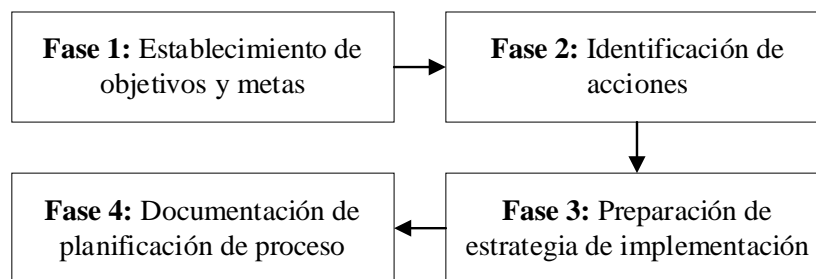 Fase 1: Establecimiento de
objetivos y metas
Fase 2: Identificación de
acciones
Fase 3: Preparación de
estrategia de implementación
Fase 4: Documentación de
planificación de proceso